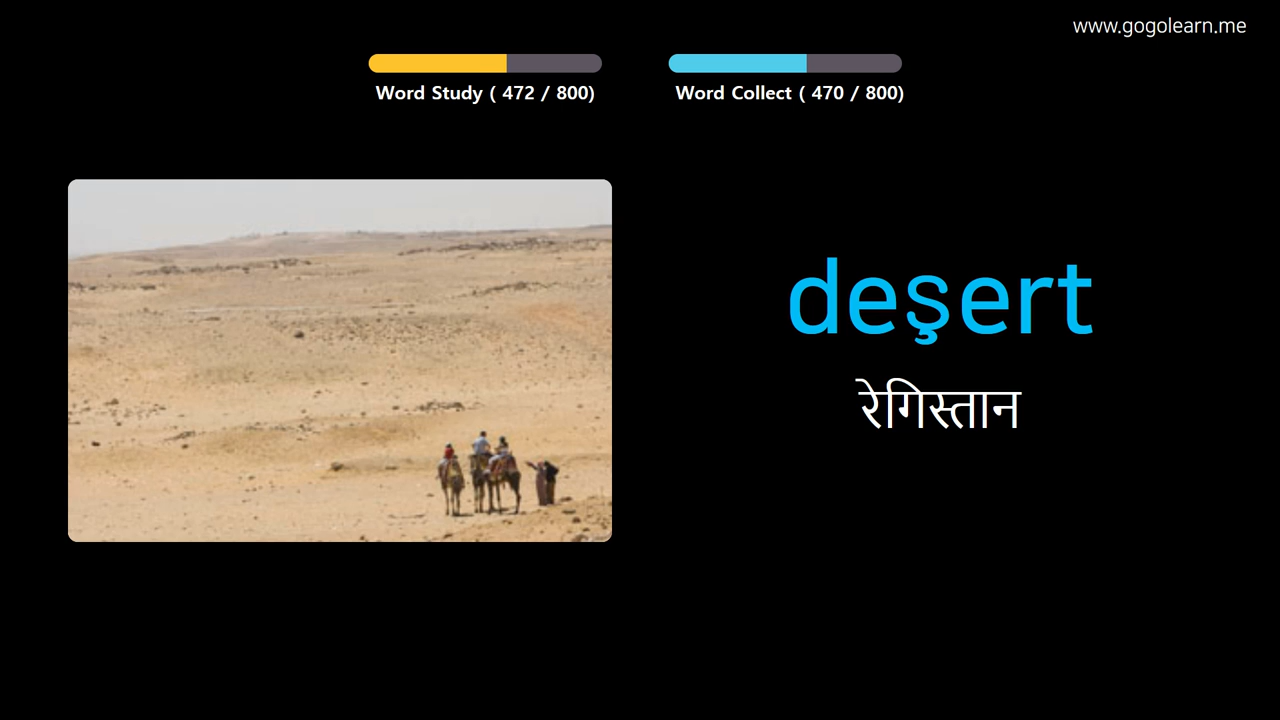 www.gogolearn.me
Word Study ( 472 / 800)
Word Collect ( 470 / 800)
deşert
रेगिस्तान